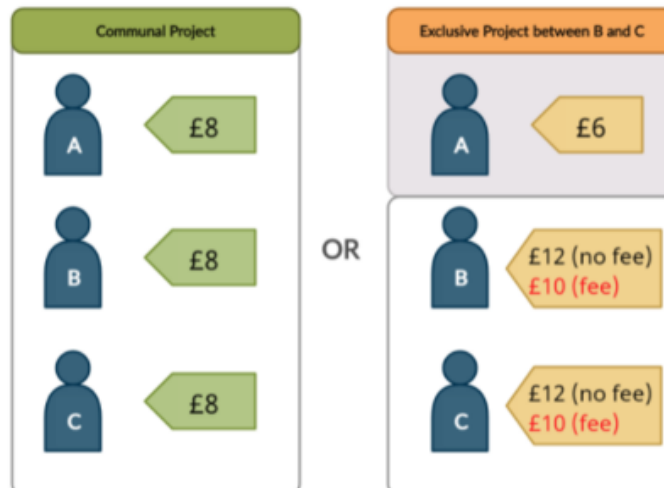 Communal Project
A
£8
B
£8
C
£8
OR
Exclusive Project between B and C
A
£6
B
£12 (no fee)
£10 (fee)
C
£12 (no fee)
£10 (fee)